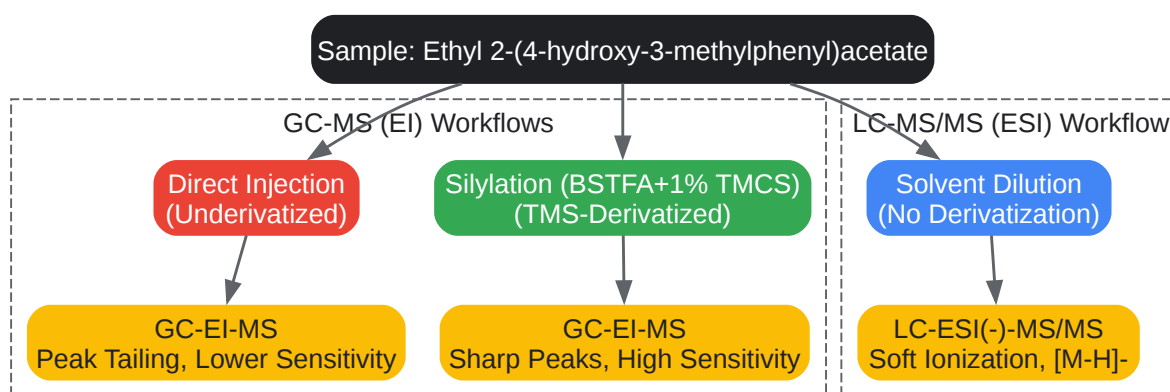 Sample: Ethyl 2-(4-hydroxy-3-methylphenyl)acetate
GC-MS (EI) Workflows
LC-MS/MS (ESI) Workflow
Direct Injection
(Underivatized)
Silylation (BSTFA+1% TMCS)
(TMS-Derivatized)
Solvent Dilution
(No Derivatization)
GC-EI-MS
Peak Tailing, Lower Sensitivity
GC-EI-MS
Sharp Peaks, High Sensitivity
LC-ESI(-)-MS/MS
Soft Ionization, [M-H]-